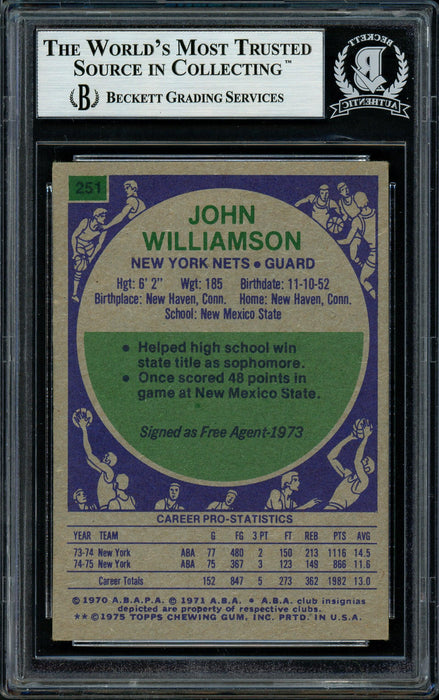 THE WORLD'S MOST TRUSTED
SOURCE IN COLLECTING™
B BECKETT GRADING SERVICES
BECKETT
AUTHENTIC
251
JOHN
WILLIAMSON
NEW YORK NETS • GUARD
Hgt: 6' 2" Wgt: 185 Birthdate: 11-10-52
Birthplace: New Haven, Conn. Home: New Haven, Conn.
School: New Mexico State
• Helped high school win
state title as sophomore.
• Once scored 48 points in
game at New Mexico State.
Signed as Free Agent-1973
CAREER PRO-STATISTICS
YEAR TEAM G FG 3 PT FT REB PTS AVG
73-74 New York ABA 77 480 2 150 213 1116 14.5
74-75 New York ABA 75 367 3 123 149 866 11.6
Career Totals 152 847 5 273 362 1982 13.0
© 1970 A.B.A.P.A. © 1971 A.B.A. • A.B.A. club insignias
depicted are property of respective clubs.
★★ ©1975 TOPPS CHEWING GUM, INC. PRTD. IN U.S.A.